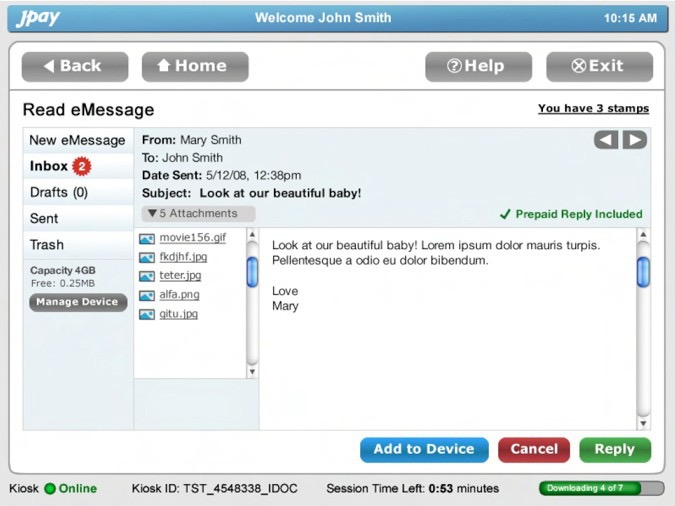 Jpay
Welcome John Smith
10:15 AM
Back
Home
Help
Exit
Read eMessage
You have 3 stamps
New eMessage
Inbox 2
Drafts (0)
Sent
Trash
Capacity 4GB
Free: 0.25MB
Manage Device
From: Mary Smith
To: John Smith
Date Sent: 5/12/08, 12:38pm
Subject: Look at our beautiful baby!
5 Attachments
Prepaid Reply Included
movie156.gif
fkdjhf.jpg
teter.jpg
alfa.png
gitu.jpg
Look at our beautiful baby! Lorem ipsum dolor mauris turpis.
Pellentesque a odio eu dolor bibendum.
Love
Mary
Add to Device
Cancel
Reply
Kiosk Online
Kiosk ID: TST_4548338_IDOC
Session Time Left: 0:53 minutes
Downloading 4 of 7